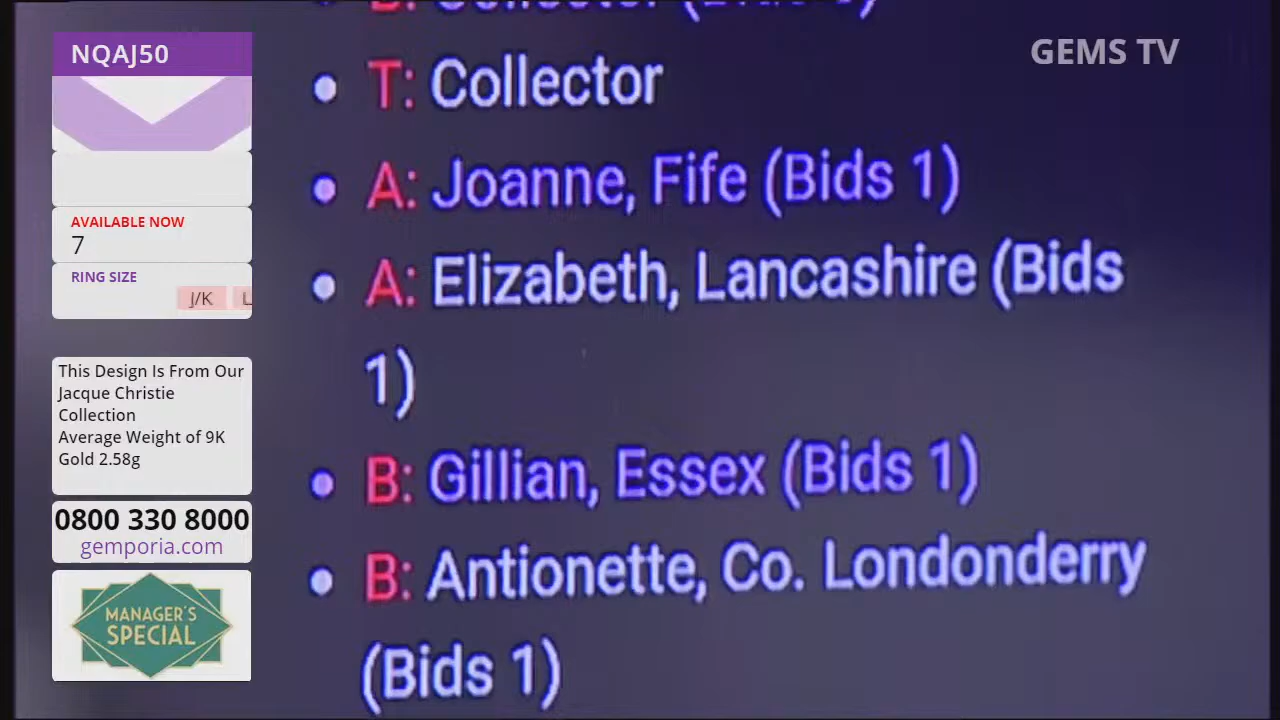 NQAJ50
AVAILABLE NOW
7
RING SIZE
J/K
This Design Is From Our
Jacque Christie
Collection
Average Weight of 9K
Gold 2.58g
0800 330 8000
gemporia.com
MANAGER'S
SPECIAL
GEMS TV
T: Collector
A: Joanne, Fife (Bids 1)
A: Elizabeth, Lancashire (Bids
1)
B: Gillian, Essex (Bids 1)
B: Antionette, Co. Londonderry
(Bids 1)